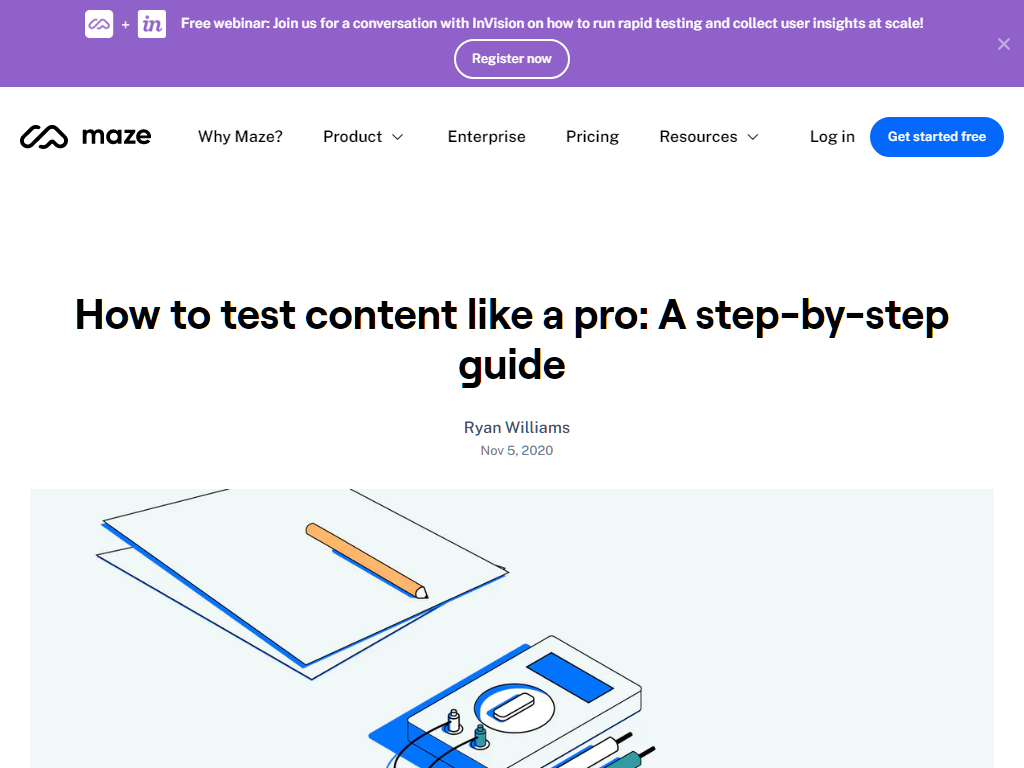 + in Free webinar: Join us for a conversation with InVision on how to run rapid testing and collect user insights at scale!
Register now
maze Why Maze? Product Enterprise Pricing Resources Log in Get started free
How to test content like a pro: A step-by-step
guide
Ryan Williams
Nov 5, 2020